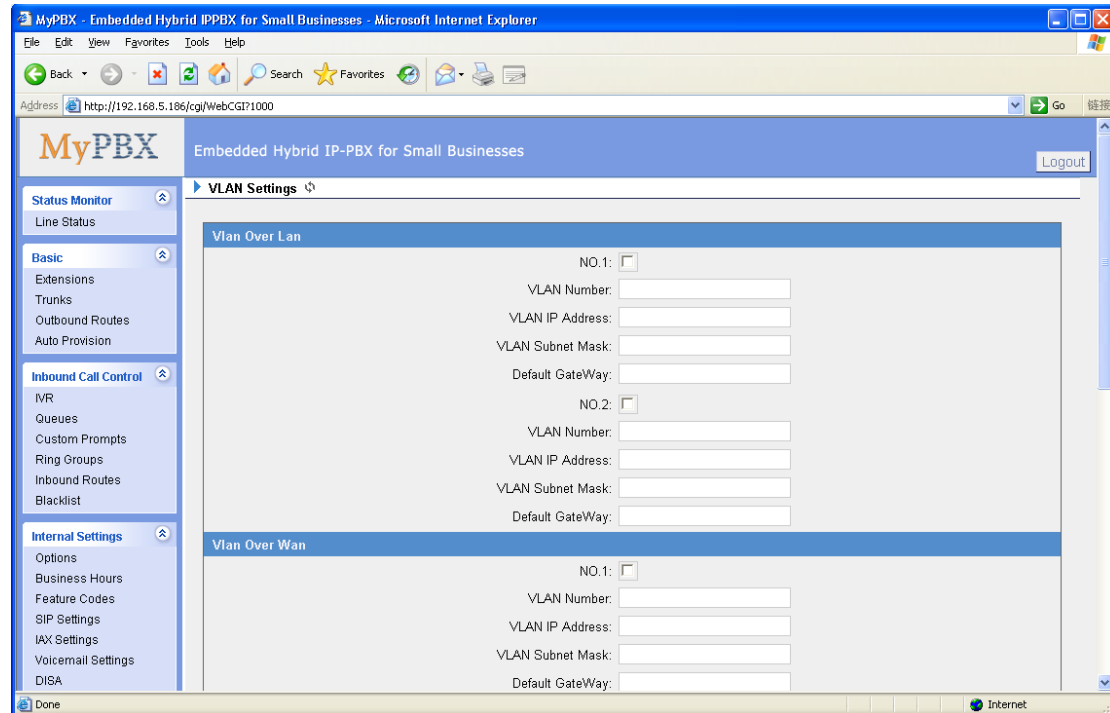 MyPBX - Embedded Hybrid IPPBX for Small Businesses - Microsoft Internet Explorer
File Edit View Favorites Tools Help
Back Search Favorites
Address http://192.168.5.186/cgi/WebCGI?1000 Go 链接
MyPBX
Embedded Hybrid IP-PBX for Small Businesses
Logout
Status Monitor
Line Status
Basic
Extensions
Trunks
Outbound Routes
Auto Provision
Inbound Call Control
IVR
Queues
Custom Prompts
Ring Groups
Inbound Routes
Blacklist
Internal Settings
Options
Business Hours
Feature Codes
SIP Settings
IAX Settings
Voicemail Settings
DISA
VLAN Settings
Vlan Over Lan
NO.1:
VLAN Number:
VLAN IP Address:
VLAN Subnet Mask:
Default GateWay:
NO.2:
VLAN Number:
VLAN IP Address:
VLAN Subnet Mask:
Default GateWay:
Vlan Over Wan
NO.1:
VLAN Number:
VLAN IP Address:
VLAN Subnet Mask:
Default GateWay:
Done Internet